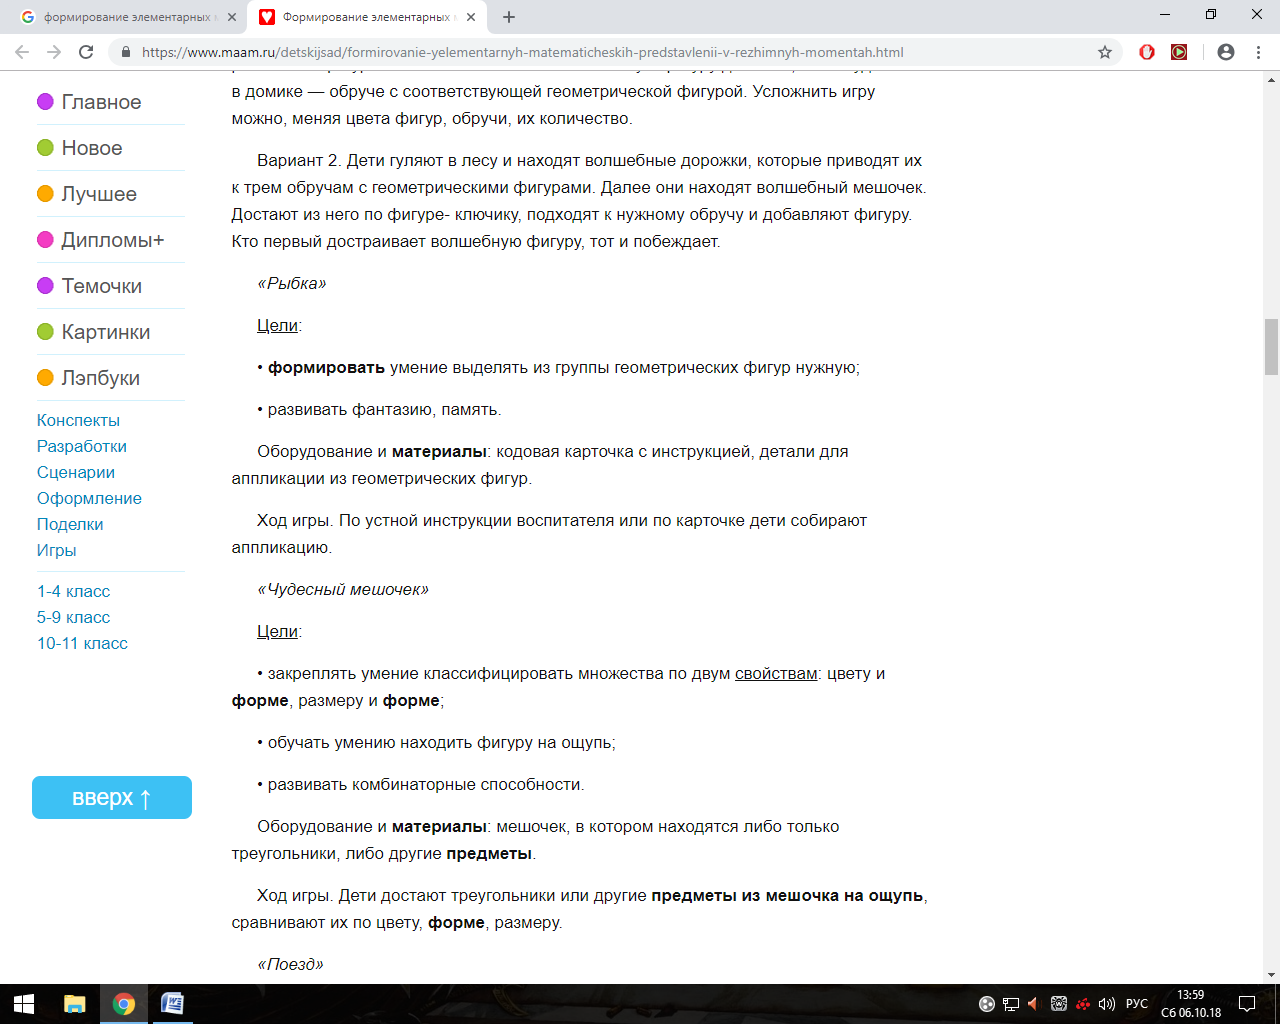 формирование элементарных м
Формирование элементарных м
https://www.maam.ru/detskijsad/formirovanie-yelementarnyh-matematicheskih-predstavlenii-v-rezhimnyh-momentah.html
Главное
Новое
Лучшее
Дипломы+
Темочки
Картинки
Лэпбуки
Конспекты
Разработки
Сценарии
Оформление
Поделки
Игры
1-4 класс
5-9 класс
10-11 класс
вверх ↑
в домике — обруче с соответствующей геометрической фигурой. Усложнить игру
можно, меняя цвета фигур, обручи, их количество.
Вариант 2. Дети гуляют в лесу и находят волшебные дорожки, которые приводят их
к трем обручам с геометрическими фигурами. Далее они находят волшебный мешочек.
Достают из него по фигуре- ключику, подходят к нужному обручу и добавляют фигуру.
Кто первый достраивает волшебную фигуру, тот и побеждает.
«Рыбка»
Цели:
• формировать умение выделять из группы геометрических фигур нужную;
• развивать фантазию, память.
Оборудование и материалы: кодовая карточка с инструкцией, детали для
аппликации из геометрических фигур.
Ход игры. По устной инструкции воспитателя или по карточке дети собирают
аппликацию.
«Чудесный мешочек»
Цели:
• закреплять умение классифицировать множества по двум свойствам: цвету и
форме, размеру и форме;
• обучать умению находить фигуру на ощупь;
• развивать комбинаторные способности.
Оборудование и материалы: мешочек, в котором находятся либо только
треугольники, либо другие предметы.
Ход игры. Дети достают треугольники или другие предметы из мешочка на ощупь,
сравнивают их по цвету, форме, размеру.
«Поезд»
РУС
13:59
Сб 06.10.18